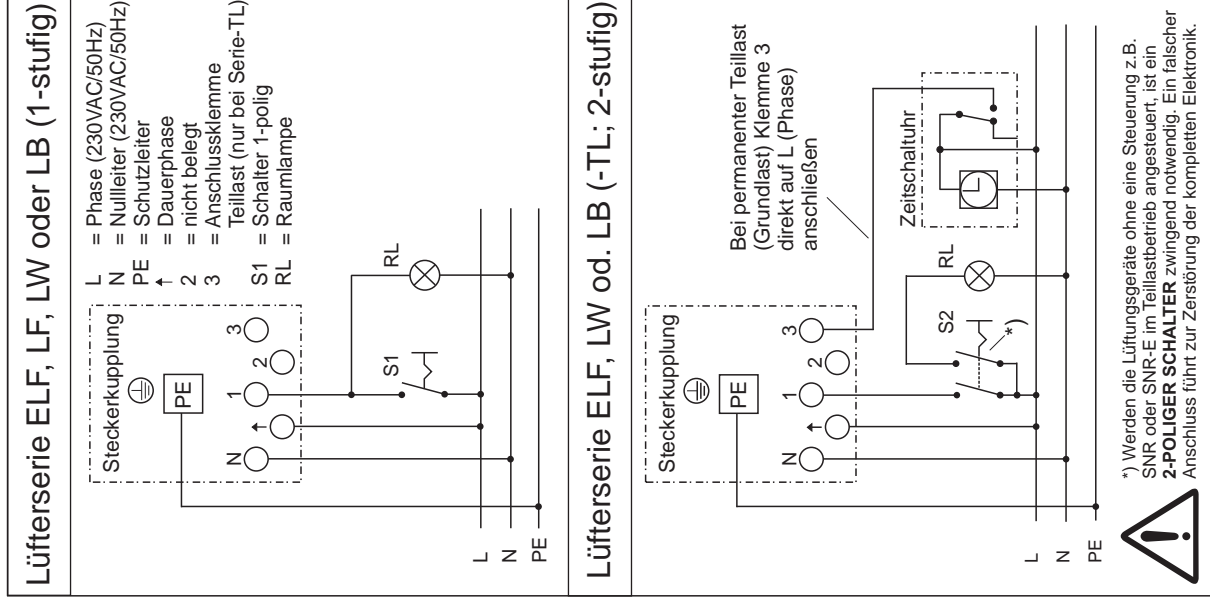 Lüfterserie ELF, LF, LW oder LB (1-stufig)
L = Phase (230VAC/50Hz)
N = Nullleiter (230VAC/50Hz)
PE = Schutzleiter
↑ = Dauerphase
2 = nicht belegt
3 = Anschlussklemme
Teillast (nur bei Serie-TL)
S1 = Schalter 1-polig
RL = Raumlampe
Steckerkupplung
PE
N ↑ 1 2 3
S1
RL
L
N
PE
Lüfterserie ELF, LW od. LB (-TL; 2-stufig)
Bei permanenter Teillast
(Grundlast) Klemme 3
direkt auf L (Phase)
anschließen
Steckerkupplung
PE
N ↑ 1 2 3
Zeitschaltuhr
S2
*)
RL
L
N
PE
*) Werden die Lüftungsgeräte ohne eine Steuerung z.B.
SNR oder SNR-E im Teillastbetrieb angesteuert, ist ein
2-POLIGER SCHALTER zwingend notwendig. Ein falscher
Anschluss führt zur Zerstörung der kompletten Elektronik.